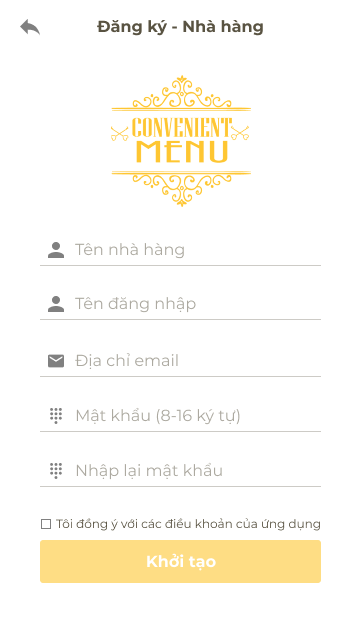 Đăng ký - Nhà hàng
CONVENIENT
MENU
Tên nhà hàng
Tên đăng nhập
Địa chỉ email
Mật khẩu (8-16 ký tự)
Nhập lại mật khẩu
Tôi đồng ý với các điều khoản của ứng dụng
Khởi tạo